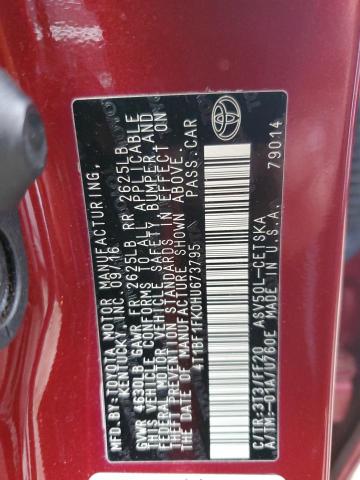 MFD.BY:TOYOTA MOTOR MANUFACTURING,
KENTUCKY, INC. 09/16
GVWR 4630LB GAWR FR 2625LB RR 2625LB
THIS VEHICLE CONFORMS TO ALL APPLICABLE
FEDERAL MOTOR VEHICLE SAFETY, BUMPER, AND
THEFT PREVENTION STANDARDS IN EFFECT ON
THE DATE OF MANUFACTURE SHOWN ABOVE.
4T1BF1FK0HU673795 PASS.CAR
C/TR:3T3/FF20 ASV50L-CETSKA
A/TM:-01A/U760E MADE IN U.S.A. 79014